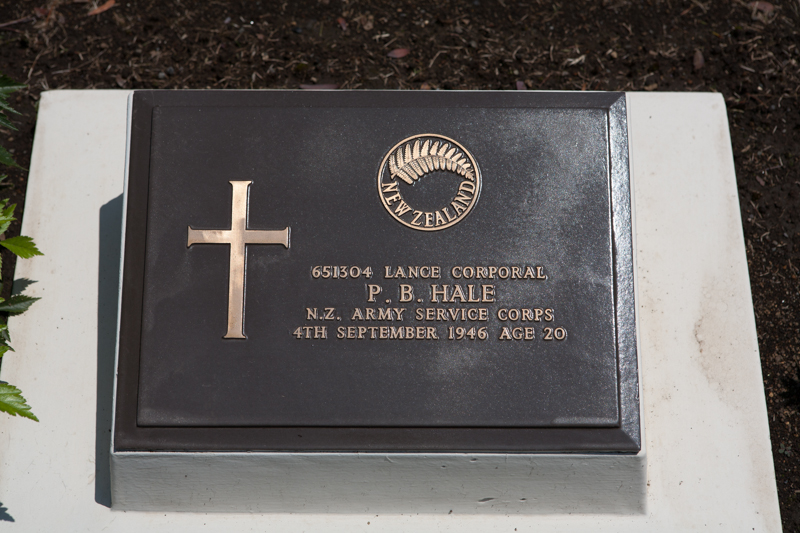 NEW ZEALAND
651304 LANCE CORPORAL
P. B. HALE
N.Z. ARMY SERVICE CORPS
4TH SEPTEMBER 1946 AGE 20